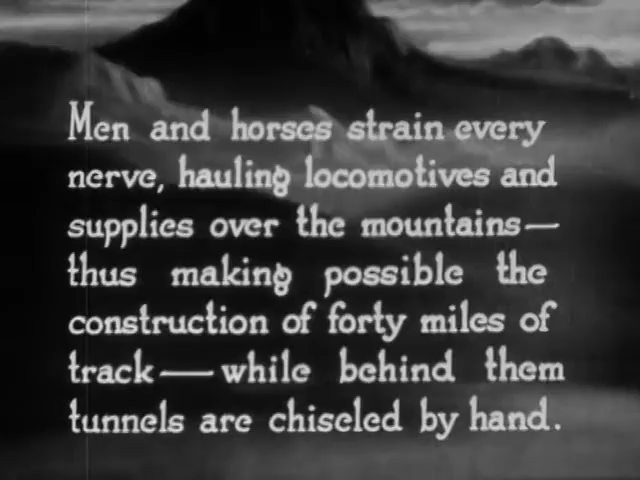 Men and horses strain every
nerve, hauling locomotives and
supplies over the mountains—
thus making possible the
construction of forty miles of
track—while behind them
tunnels are chiseled by hand.